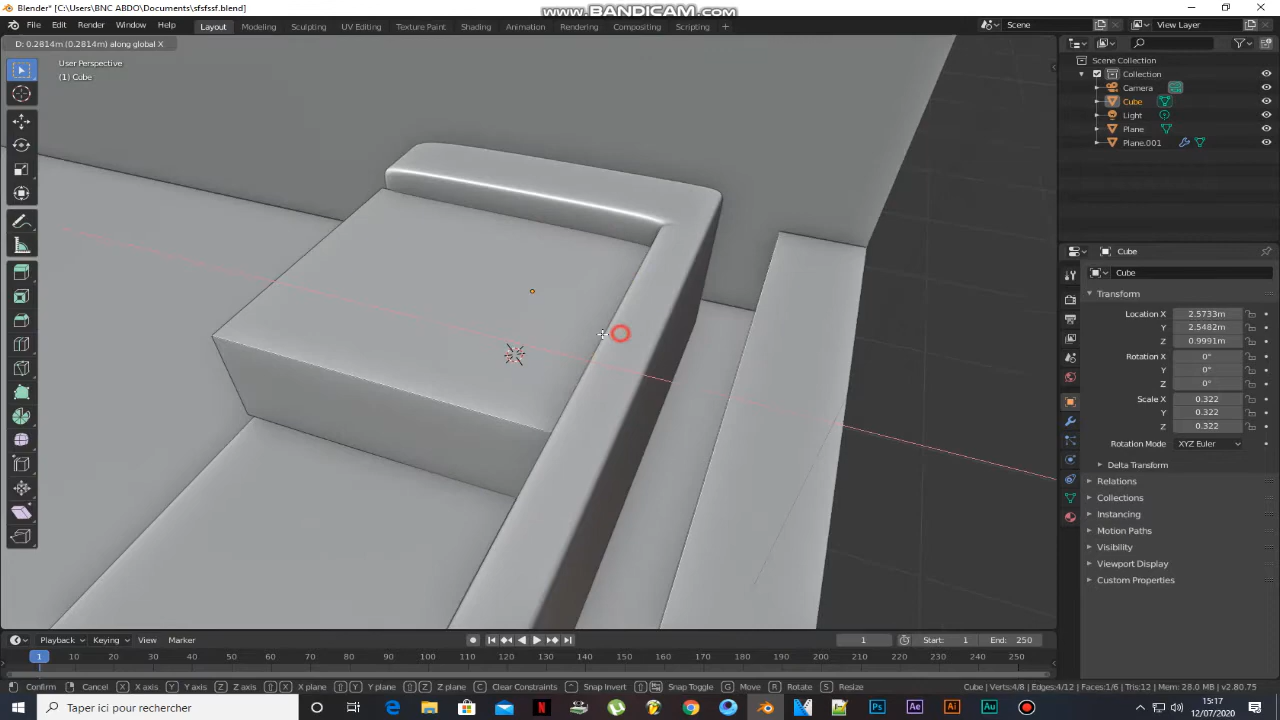 Blender* [C:\Users\BNC ABDO\Documents\sfsfssf.blend]
www.BANDICAM.com
File Edit Render Window Help
Layout Modeling Sculpting UV Editing Texture Paint Shading Animation Rendering Compositing Scripting +
Scene
View Layer
D: 0.2814m (0.2814m) along global X
User Perspective
(1) Cube
Scene Collection
Collection
Camera
Cube
Light
Plane
Plane.001
Cube
Cube
Transform
Location X 2.5733m
Y 2.5482m
Z 0.9991m
Rotation X 0°
Y 0°
Z 0°
Scale X 0.322
Y 0.322
Z 0.322
Rotation Mode XYZ Euler
Delta Transform
Relations
Collections
Instancing
Motion Paths
Visibility
Viewport Display
Custom Properties
Playback Keying View Marker
1 Start: 1 End: 250
1 10 20 30 40 50 60 70 80 90 100 110 120 130 140 150 160 170 180 190 200 210 220 230 240 250
Confirm Cancel X X axis Y Y axis Z Z axis X X plane Y Y plane Z Z plane C Clear Constraints Snap Invert Snap Toggle G Move R Rotate S Resize
Cube | Verts:4/8 | Edges:4/12 | Faces:1/6 | Tris:12 | Mem: 28.0 MB | v2.80.75
Taper ici pour rechercher
15:17
12/07/2020